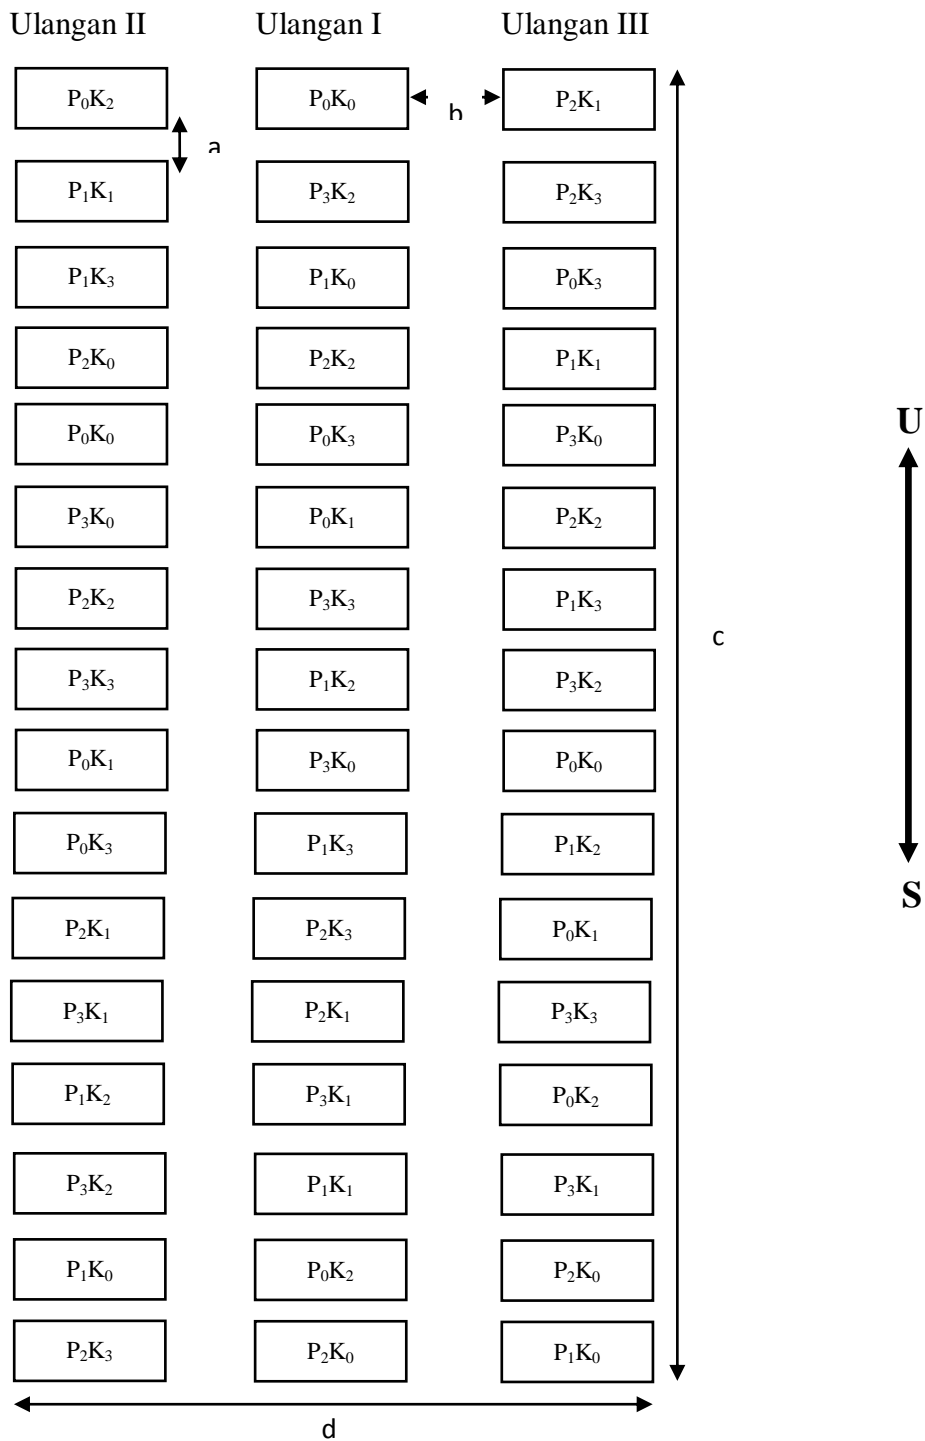 Ulangan II Ulangan I Ulangan III
P₀K₂ P₀K₀ b P₂K₁
a
P₁K₁ P₃K₂ P₂K₃
P₁K₃ P₁K₀ P₀K₃
P₂K₀ P₂K₂ P₁K₁
P₀K₀ P₀K₃ P₃K₀ U
P₃K₀ P₀K₁ P₂K₂
P₂K₂ P₃K₃ P₁K₃
c
P₃K₃ P₁K₂ P₃K₂
P₀K₁ P₃K₀ P₀K₀
P₀K₃ P₁K₃ P₁K₂
S
P₂K₁ P₂K₃ P₀K₁
P₃K₁ P₂K₁ P₃K₃
P₁K₂ P₃K₁ P₀K₂
P₃K₂ P₁K₁ P₃K₁
P₁K₀ P₀K₂ P₂K₀
P₂K₃ P₂K₀ P₁K₀
d